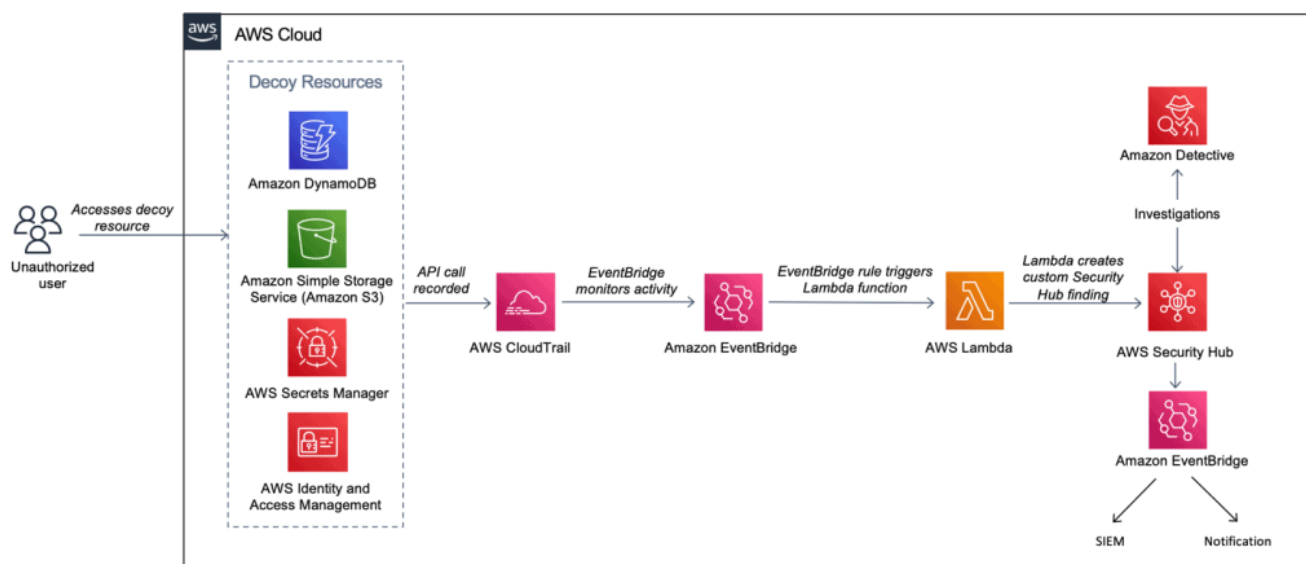 aws
AWS Cloud
Decoy Resources
Amazon DynamoDB
Accesses decoy
resource
Unauthorized
user
Amazon Simple Storage
Service (Amazon S3)
AWS Secrets Manager
AWS Identity and
Access Management
API call
recorded
AWS CloudTrail
EventBridge
monitors activity
Amazon EventBridge
EventBridge rule triggers
Lambda function
AWS Lambda
Lambda creates
custom Security
Hub finding
Amazon Detective
Investigations
AWS Security Hub
Amazon EventBridge
SIEM
Notification